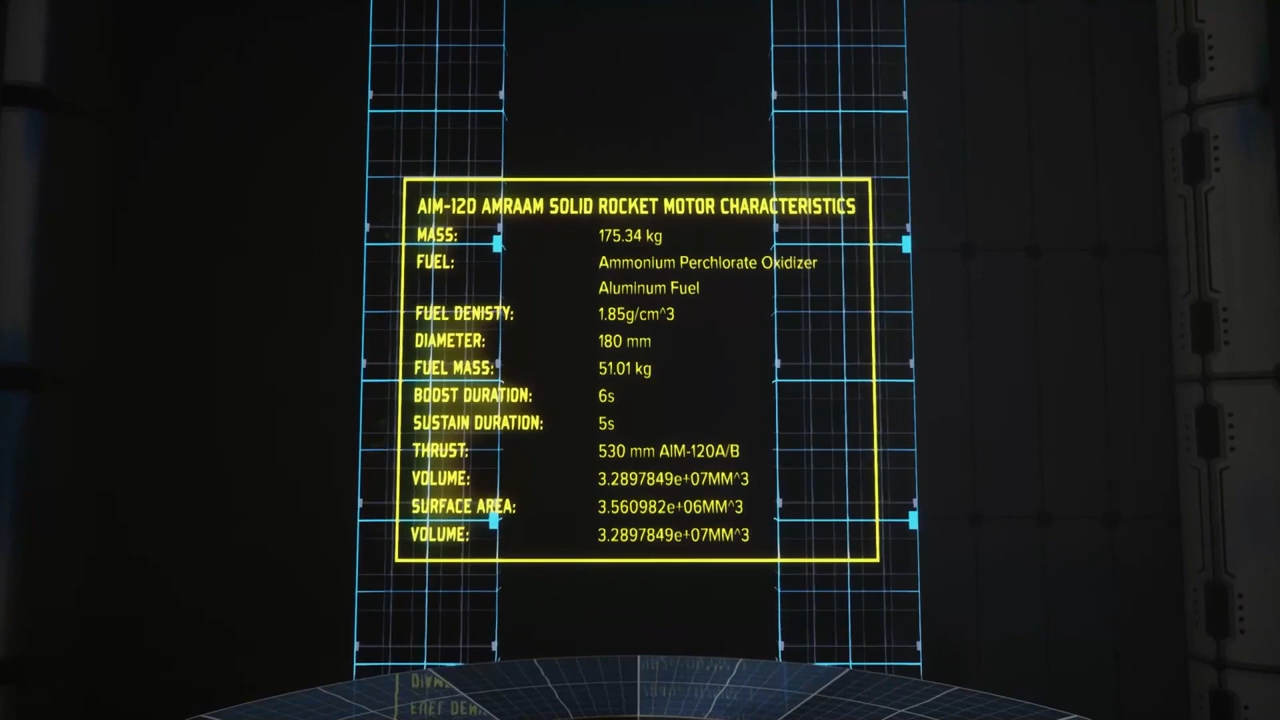 AIM-120 AMRAAM SOLID ROCKET MOTOR CHARACTERISTICS
MASS: 175.34 kg
FUEL: Ammonium Perchlorate Oxidizer
Aluminum Fuel
FUEL DENISTY: 1.85g/cm^3
DIAMETER: 180 mm
FUEL MASS: 51.01 kg
BOOST DURATION: 6s
SUSTAIN DURATION: 5s
THRUST: 530 mm AIM-120A/B
VOLUME: 3.2897849e+07MM^3
SURFACE AREA: 3.560982e+06MM^3
VOLUME: 3.2897849e+07MM^3